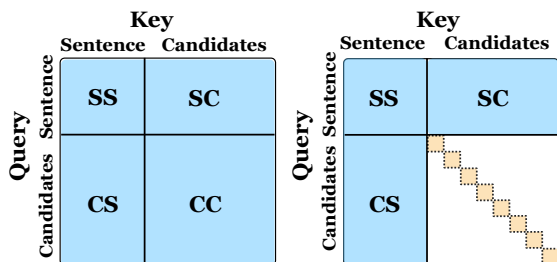 Key
Sentence Candidates
Query
Sentence
SS SC
Candidates
CS CC
Key
Sentence Candidates
Query
Sentence
SS SC
Candidates
CS